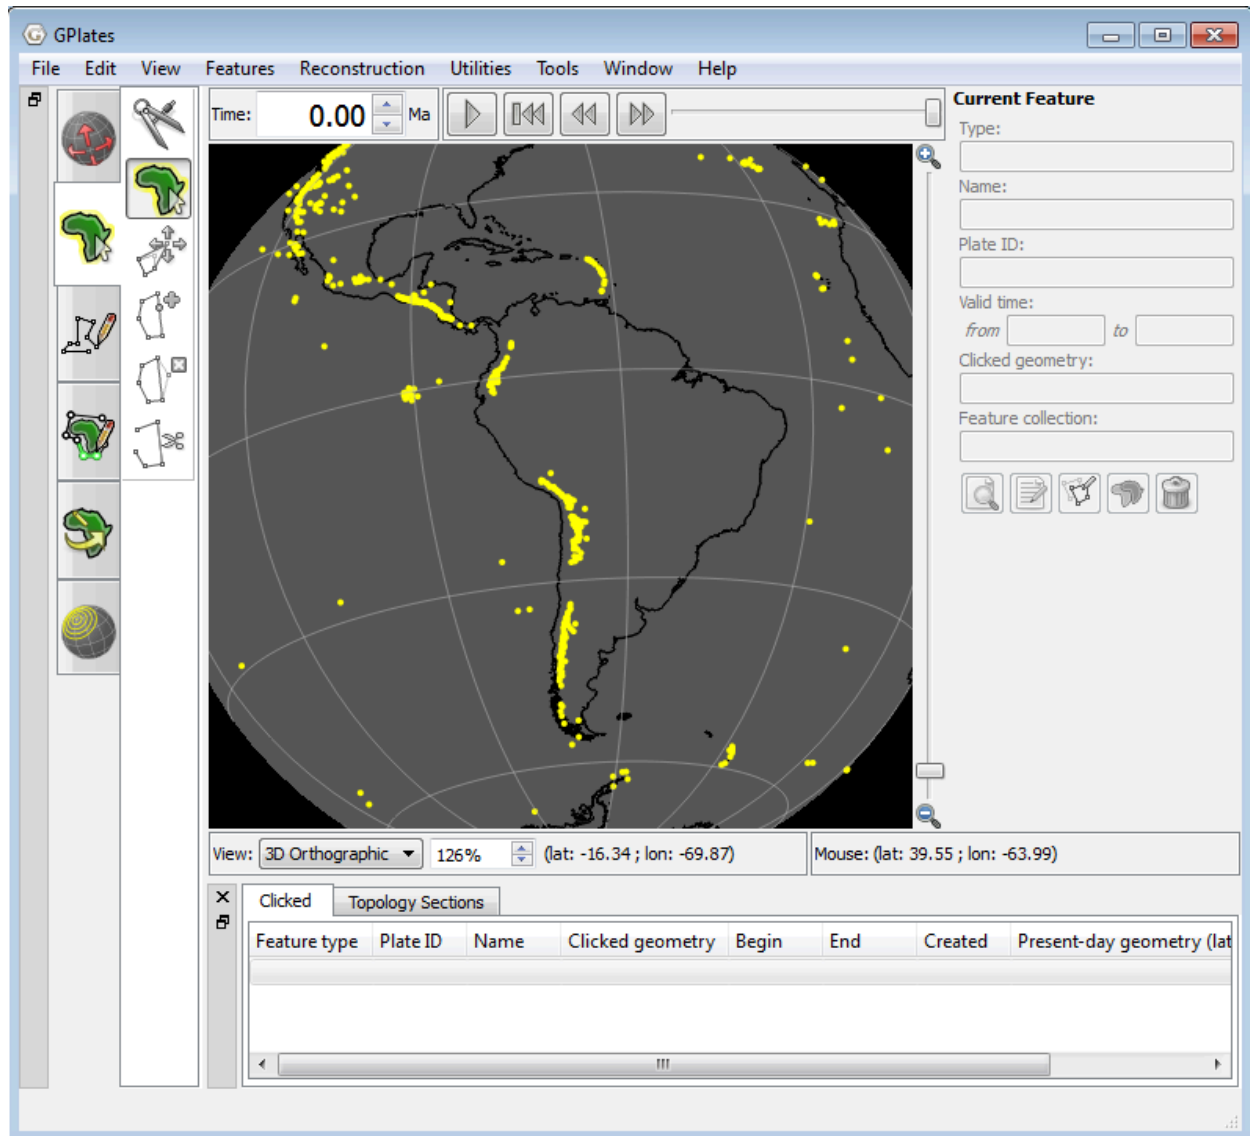 GPlates
File Edit View Features Reconstruction Utilities Tools Window Help
Time: 0.00 Ma
Current Feature
Type:
Name:
Plate ID:
Valid time:
from to
Clicked geometry:
Feature collection:
View: 3D Orthographic 126% (lat: -16.34 ; lon: -69.87) Mouse: (lat: 39.55 ; lon: -63.99)
Clicked Topology Sections
Feature type Plate ID Name Clicked geometry Begin End Created Present-day geometry (lat